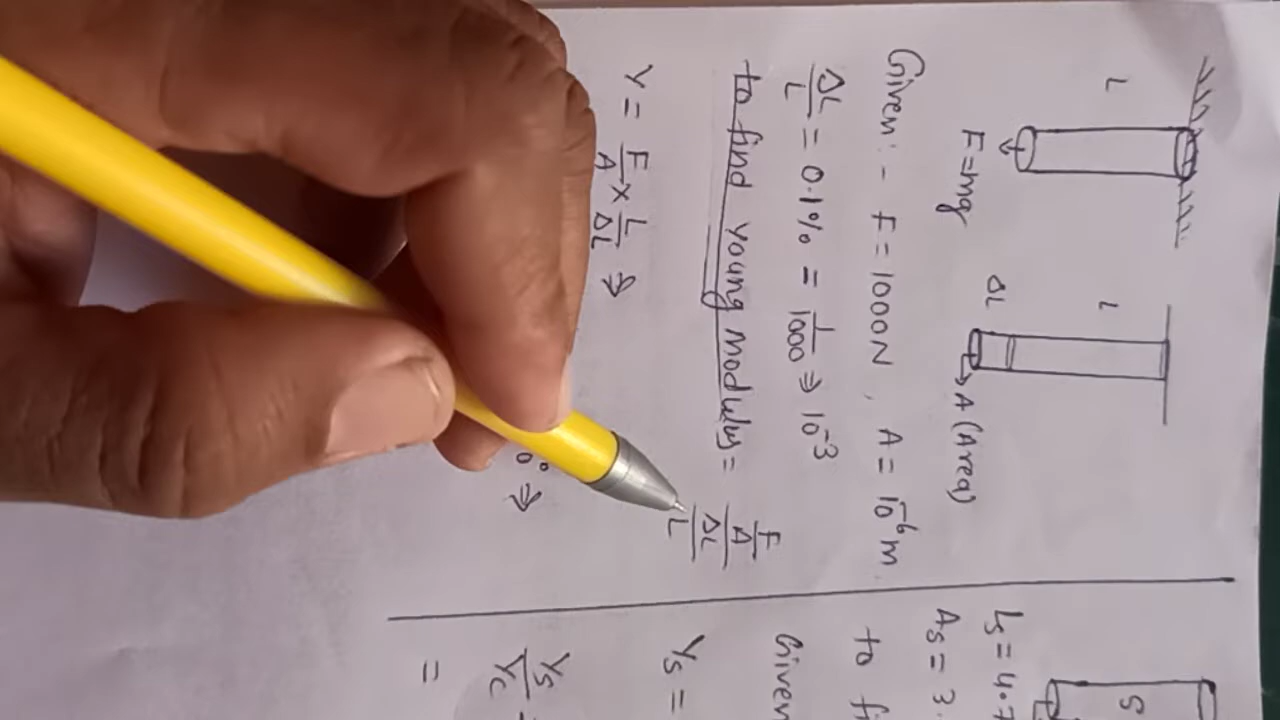 L
L
ΔL
F=mg
A (Area)
Given:- F=1000N, A=10⁻⁶m
ΔL/L = 0.1% = 1/1000 ⇒ 10⁻³
to find young modulus = F/A / ΔL/L
Y = F/A × L/ΔL ⇒
S
Ls = 4.7
As = 3.
to fi
Given
Ys =
Ys/Yc =
=